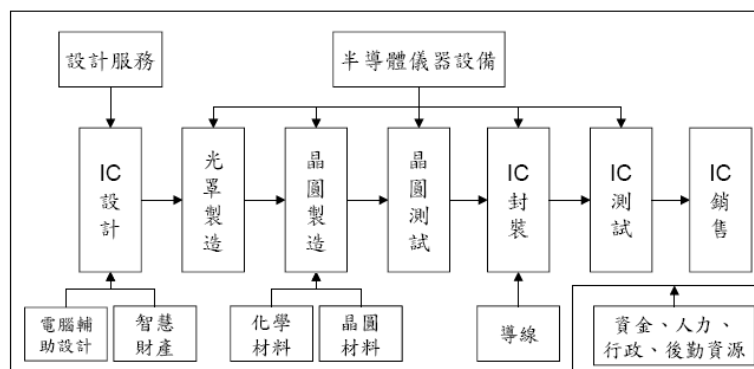 設計服務
半導體儀器設備
IC
設
計
光
罩
製
造
晶
圓
製
造
晶
圓
測
試
IC
封
裝
IC
測
試
IC
銷
售
電腦輔
助設計
智慧
財產
化學
材料
晶圓
材料
導線
資金、人力、
行政、後勤資源